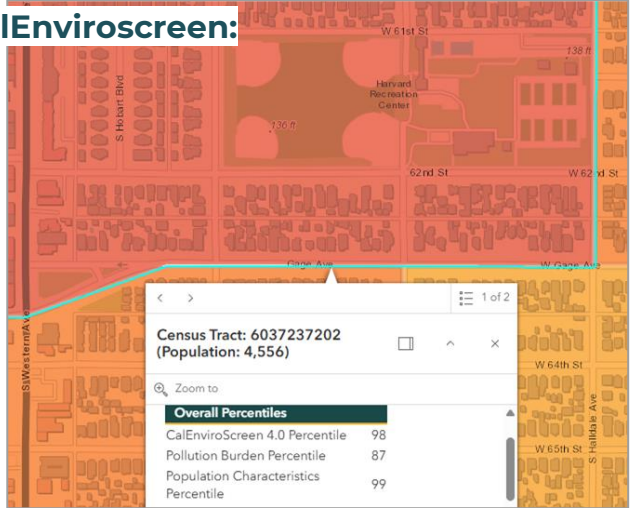 lEnviroscreen:
W 61st St
138 ft
S Hobart Blvd
Harvard
Recreation
Center
136 ft
62nd St
W 62nd St
Gage Ave
W Gage Ave
1 of 2
Census Tract: 6037237202
(Population: 4,556)
S Western Ave
W 64th St
Zoom to
Overall Percentiles
CalEnviroScreen 4.0 Percentile 98
Pollution Burden Percentile 87
Population Characteristics
Percentile 99
S Halldale Ave
W 65th St